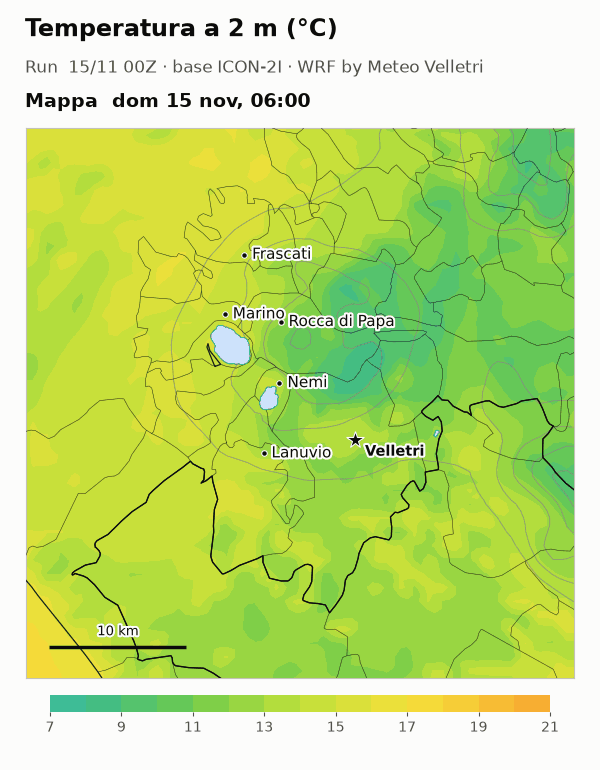 Temperatura a 2 m (°C)
Run  15/11 00Z · base ICON-2I · WRF by Meteo Velletri
Mappa  dom 15 nov, 06:00
Frascati
Marino
Rocca di Papa
Nemi
Velletri
Lanuvio
10 km
7 9 11 13 15 17 19 21